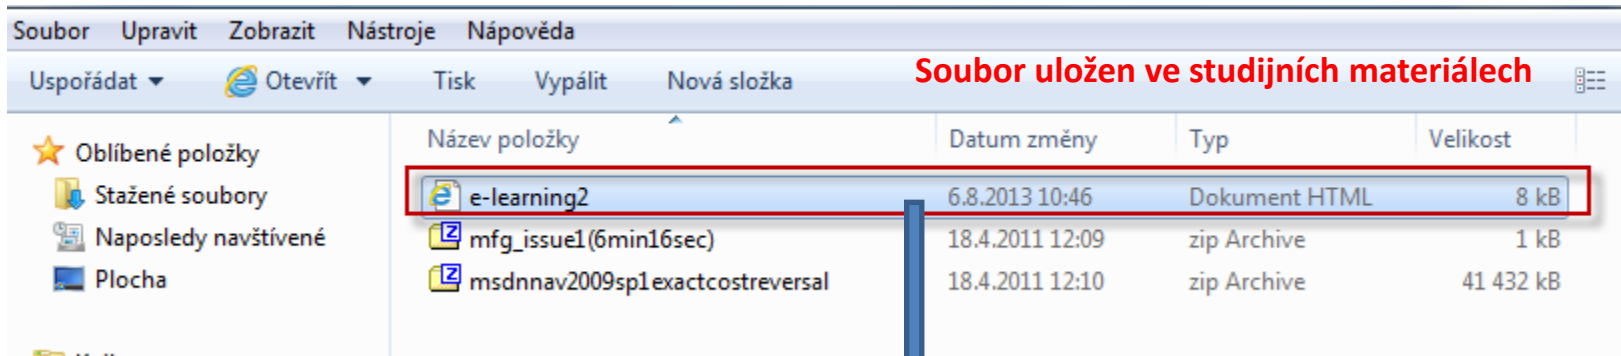 Soubor Upravit Zobrazit Nástroje Nápověda
Uspořádat Otevřít Tisk Vypálit Nová složka Soubor uložen ve studijních materiálech
Oblíbené položky
Stažené soubory
Naposledy navštívené
Plocha
Název položky Datum změny Typ Velikost
e-learning2 6.8.2013 10:46 Dokument HTML 8 kB
mfg_issue1(6min16sec) 18.4.2011 12:09 zip Archive 1 kB
msdnnav2009sp1exactcostreversal 18.4.2011 12:10 zip Archive 41 432 kB